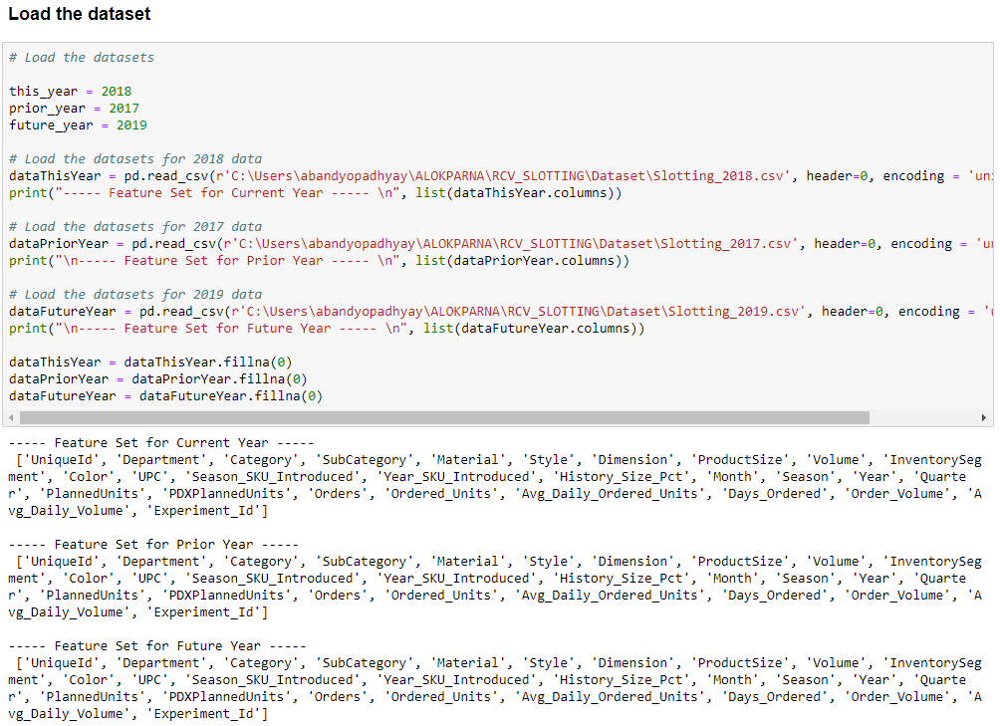 Load the dataset
# Load the datasets
this_year = 2018
prior_year = 2017
future_year = 2019
# Load the datasets for 2018 data
dataThisYear = pd.read_csv(r'C:\Users\abandyopadhyay\ALOKPARNA\RCV_SLOTTING\Dataset\Slotting_2018.csv', header=0, encoding = 'uni
print("----- Feature Set for Current Year ----- \n", list(dataThisYear.columns))
# Load the datasets for 2017 data
dataPriorYear = pd.read_csv(r'C:\Users\abandyopadhyay\ALOKPARNA\RCV_SLOTTING\Dataset\Slotting_2017.csv', header=0, encoding = 'un
print("\n----- Feature Set for Prior Year ----- \n", list(dataPriorYear.columns))
# Load the datasets for 2019 data
dataFutureYear = pd.read_csv(r'C:\Users\abandyopadhyay\ALOKPARNA\RCV_SLOTTING\Dataset\Slotting_2019.csv', header=0, encoding = 'u
print("\n----- Feature Set for Future Year ----- \n", list(dataFutureYear.columns))
dataThisYear = dataThisYear.fillna(0)
dataPriorYear = dataPriorYear.fillna(0)
dataFutureYear = dataFutureYear.fillna(0)
----- Feature Set for Current Year -----
['UniqueId', 'Department', 'Category', 'SubCategory', 'Material', 'Style', 'Dimension', 'ProductSize', 'Volume', 'InventorySeg
ment', 'Color', 'UPC', 'Season_SKU_Introduced', 'Year_SKU_Introduced', 'History_Size_Pct', 'Month', 'Season', 'Year', 'Quarte
r', 'PlannedUnits', 'PDXPlannedUnits', 'Orders', 'Ordered_Units', 'Avg_Daily_Ordered_Units', 'Days_Ordered', 'Order_Volume', 'A
vg_Daily_Volume', 'Experiment_Id']
----- Feature Set for Prior Year -----
['UniqueId', 'Department', 'Category', 'SubCategory', 'Material', 'Style', 'Dimension', 'ProductSize', 'Volume', 'InventorySeg
ment', 'Color', 'UPC', 'Season_SKU_Introduced', 'Year_SKU_Introduced', 'History_Size_Pct', 'Month', 'Season', 'Year', 'Quarte
r', 'PlannedUnits', 'PDXPlannedUnits', 'Orders', 'Ordered_Units', 'Avg_Daily_Ordered_Units', 'Days_Ordered', 'Order_Volume', 'A
vg_Daily_Volume', 'Experiment_Id']
----- Feature Set for Future Year -----
['UniqueId', 'Department', 'Category', 'SubCategory', 'Material', 'Style', 'Dimension', 'ProductSize', 'Volume', 'InventorySeg
ment', 'Color', 'UPC', 'Season_SKU_Introduced', 'Year_SKU_Introduced', 'History_Size_Pct', 'Month', 'Season', 'Year', 'Quarte
r', 'PlannedUnits', 'PDXPlannedUnits', 'Orders', 'Ordered_Units', 'Avg_Daily_Ordered_Units', 'Days_Ordered', 'Order_Volume', 'A
vg_Daily_Volume', 'Experiment_Id']